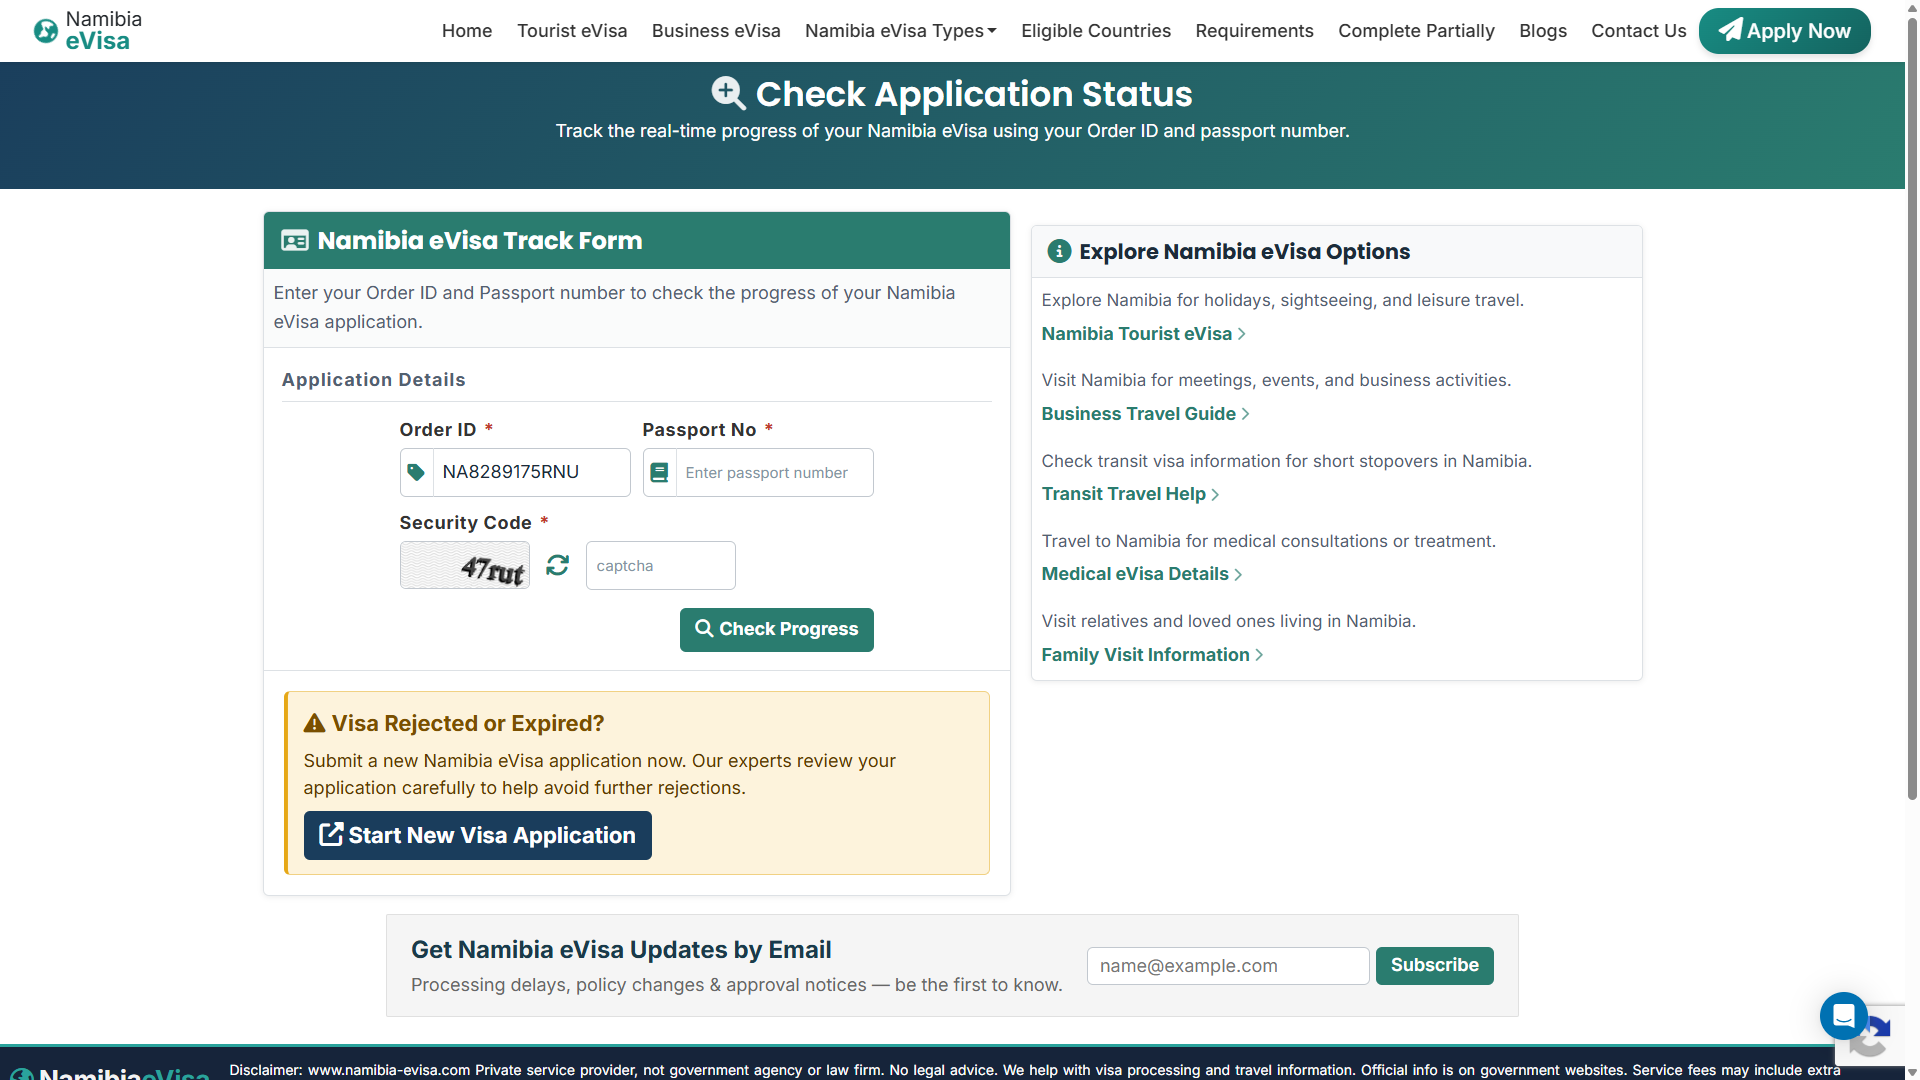 Namibia
eVisa
Home
Tourist eVisa
Business eVisa
Namibia eVisa Types
Eligible Countries
Requirements
Complete Partially
Blogs
Contact Us
Apply Now
Check Application Status
Track the real-time progress of your Namibia eVisa using your Order ID and passport number.
Namibia eVisa Track Form
Enter your Order ID and Passport number to check the progress of your Namibia
eVisa application.
Application Details
Order ID *
Passport No *
NA8289175RNU
Enter passport number
Security Code *
47rut
captcha
Check Progress
Visa Rejected or Expired?
Submit a new Namibia eVisa application now. Our experts review your
application carefully to help avoid further rejections.
Start New Visa Application
Explore Namibia eVisa Options
Explore Namibia for holidays, sightseeing, and leisure travel.
Namibia Tourist eVisa
Visit Namibia for meetings, events, and business activities.
Business Travel Guide
Check transit visa information for short stopovers in Namibia.
Transit Travel Help
Travel to Namibia for medical consultations or treatment.
Medical eVisa Details
Visit relatives and loved ones living in Namibia.
Family Visit Information
Get Namibia eVisa Updates by Email
Processing delays, policy changes & approval notices — be the first to know.
name@example.com
Subscribe
NamibiaeVisa
Disclaimer: www.namibia-evisa.com Private service provider, not government agency or law firm. No legal advice. We help with visa processing and travel information. Official info is on government websites. Service fees may include extra